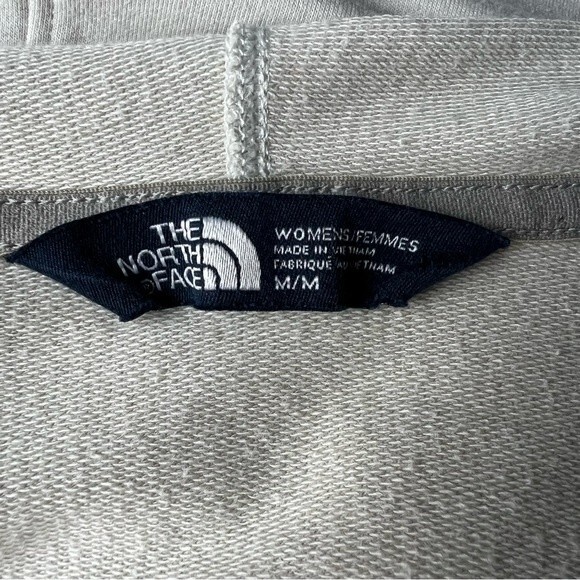 THE
NORTH
FACE
WOMENS/FEMMES
MADE IN VIETNAM
FABRIQUÉ AU VIETNAM
M/M